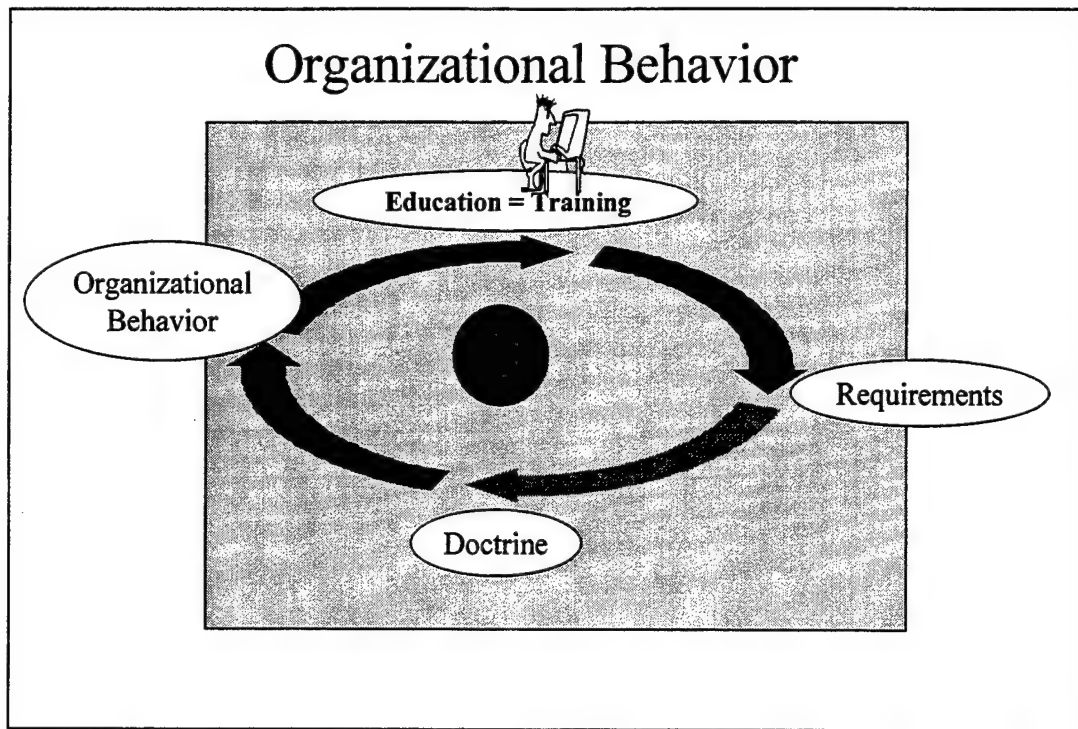 Organizational Behavior
Education = Training
Organizational
Behavior
Requirements
Doctrine